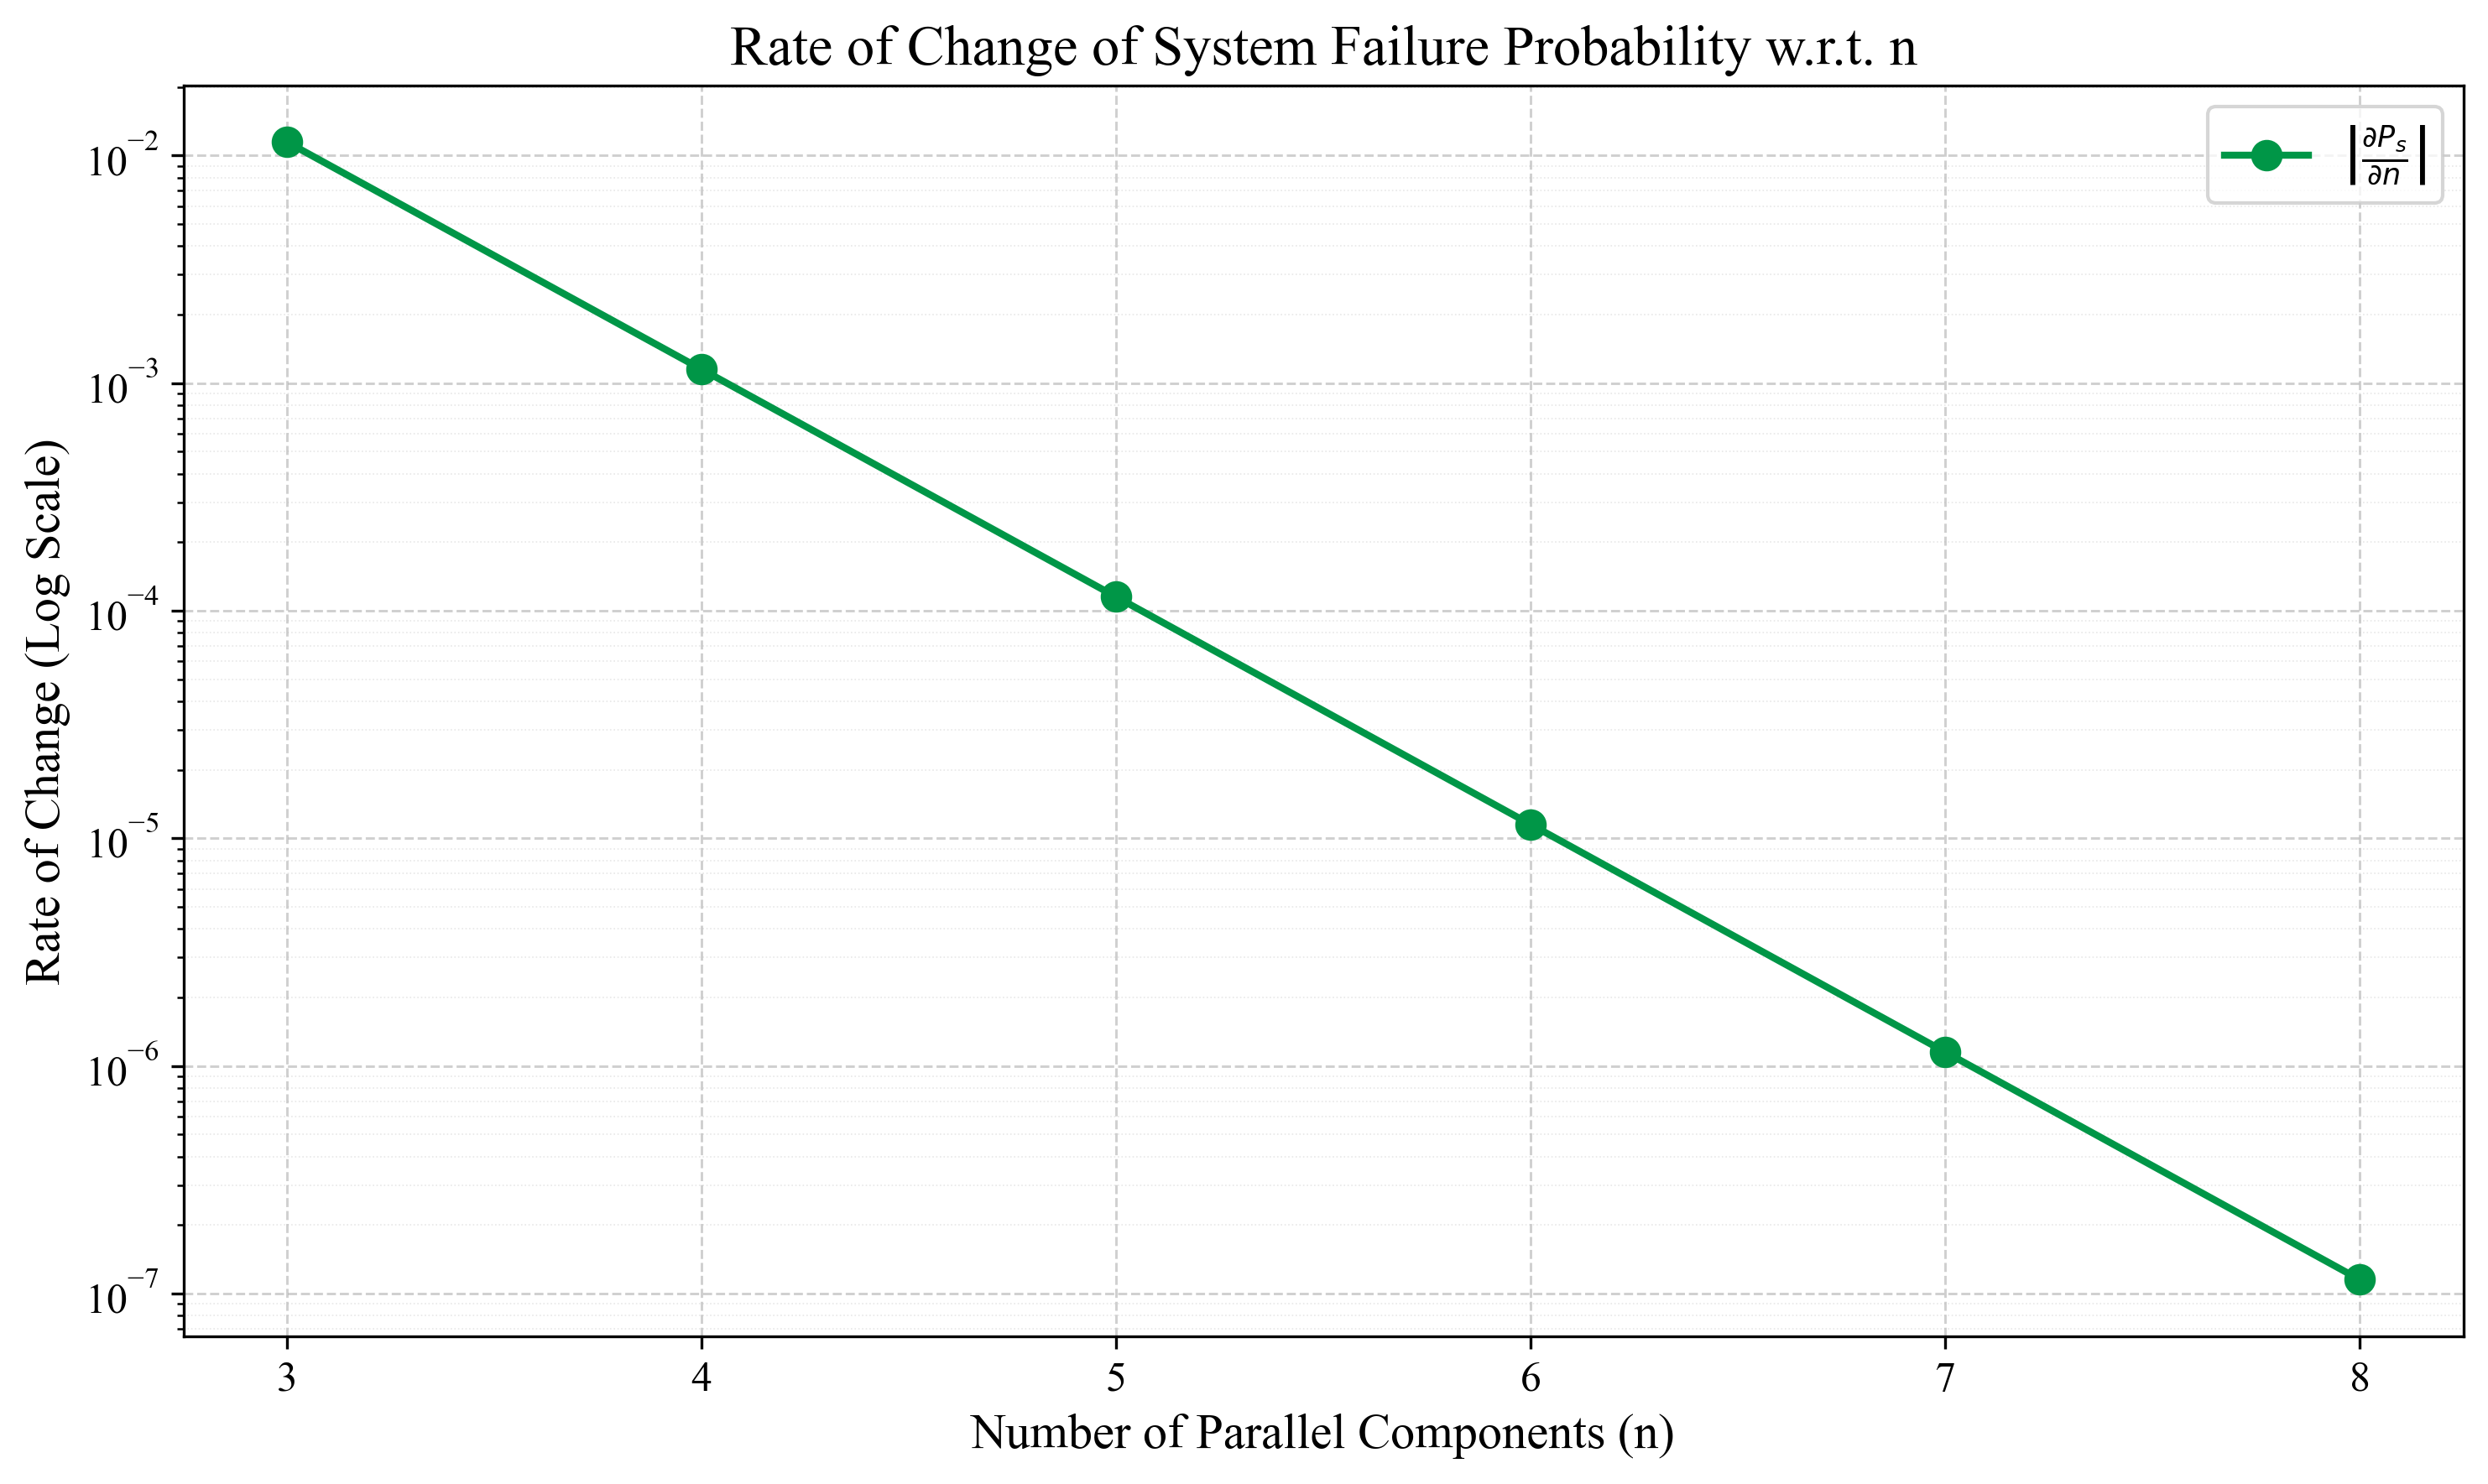 Rate of Change of System Failure Probability w.r.t. n
|∂Pₛ/∂n|
Rate of Change (Log Scale)
10⁻²
10⁻³
10⁻⁴
10⁻⁵
10⁻⁶
10⁻⁷
3 4 5 6 7 8
Number of Parallel Components (n)